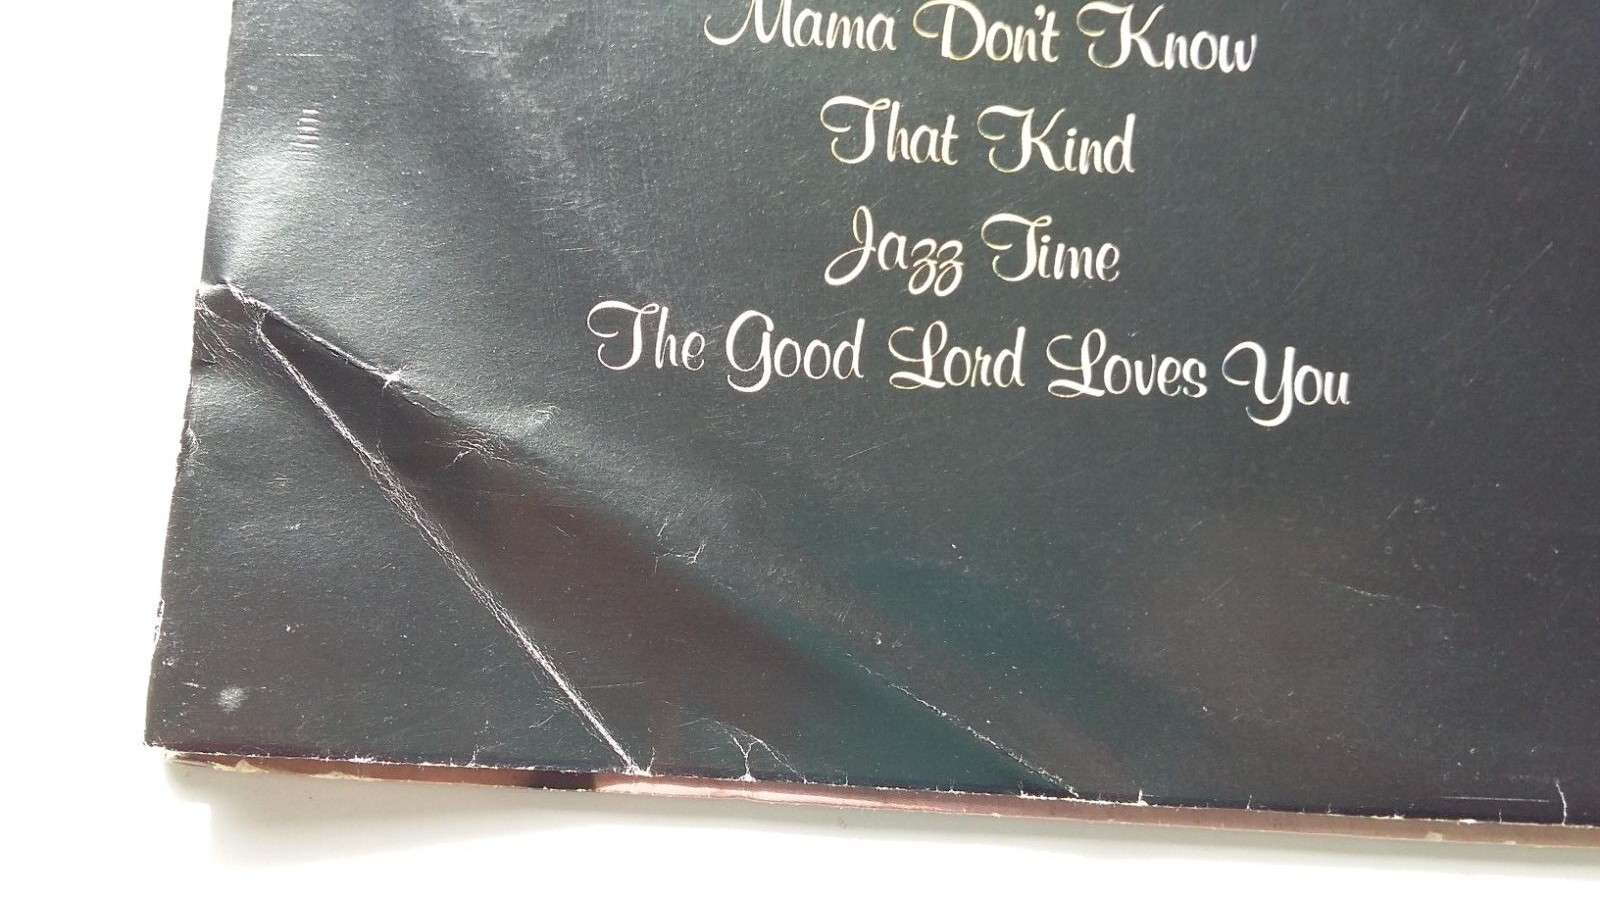 Mama Don't Know
That Kind
Jazz Time
The Good Lord Loves You